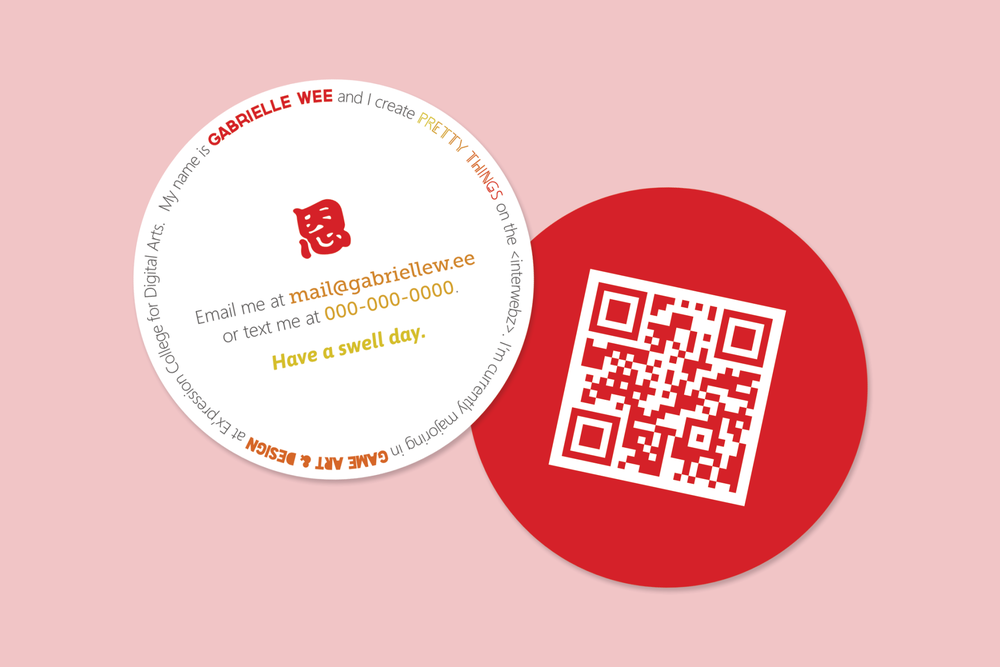 My name is GABRIELLE WEE and I create PRETTY THINGS on the <interwebz>. I'm currently majoring in GAME ART & DESIGN at Ex'pression College for Digital Arts.
恩
Email me at mail@gabriellew.ee
or text me at 000-000-0000.
Have a swell day.